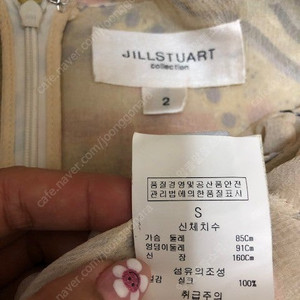 JILLSTUART
collection
2
품질경영및공산품안전
관리법에의한품질표시
S
신체치수
가슴 둘레 85Cm
엉덩이둘레 91Cm
신 장 160Cm
섬유의조성
겉감 실크 100%
취급주의